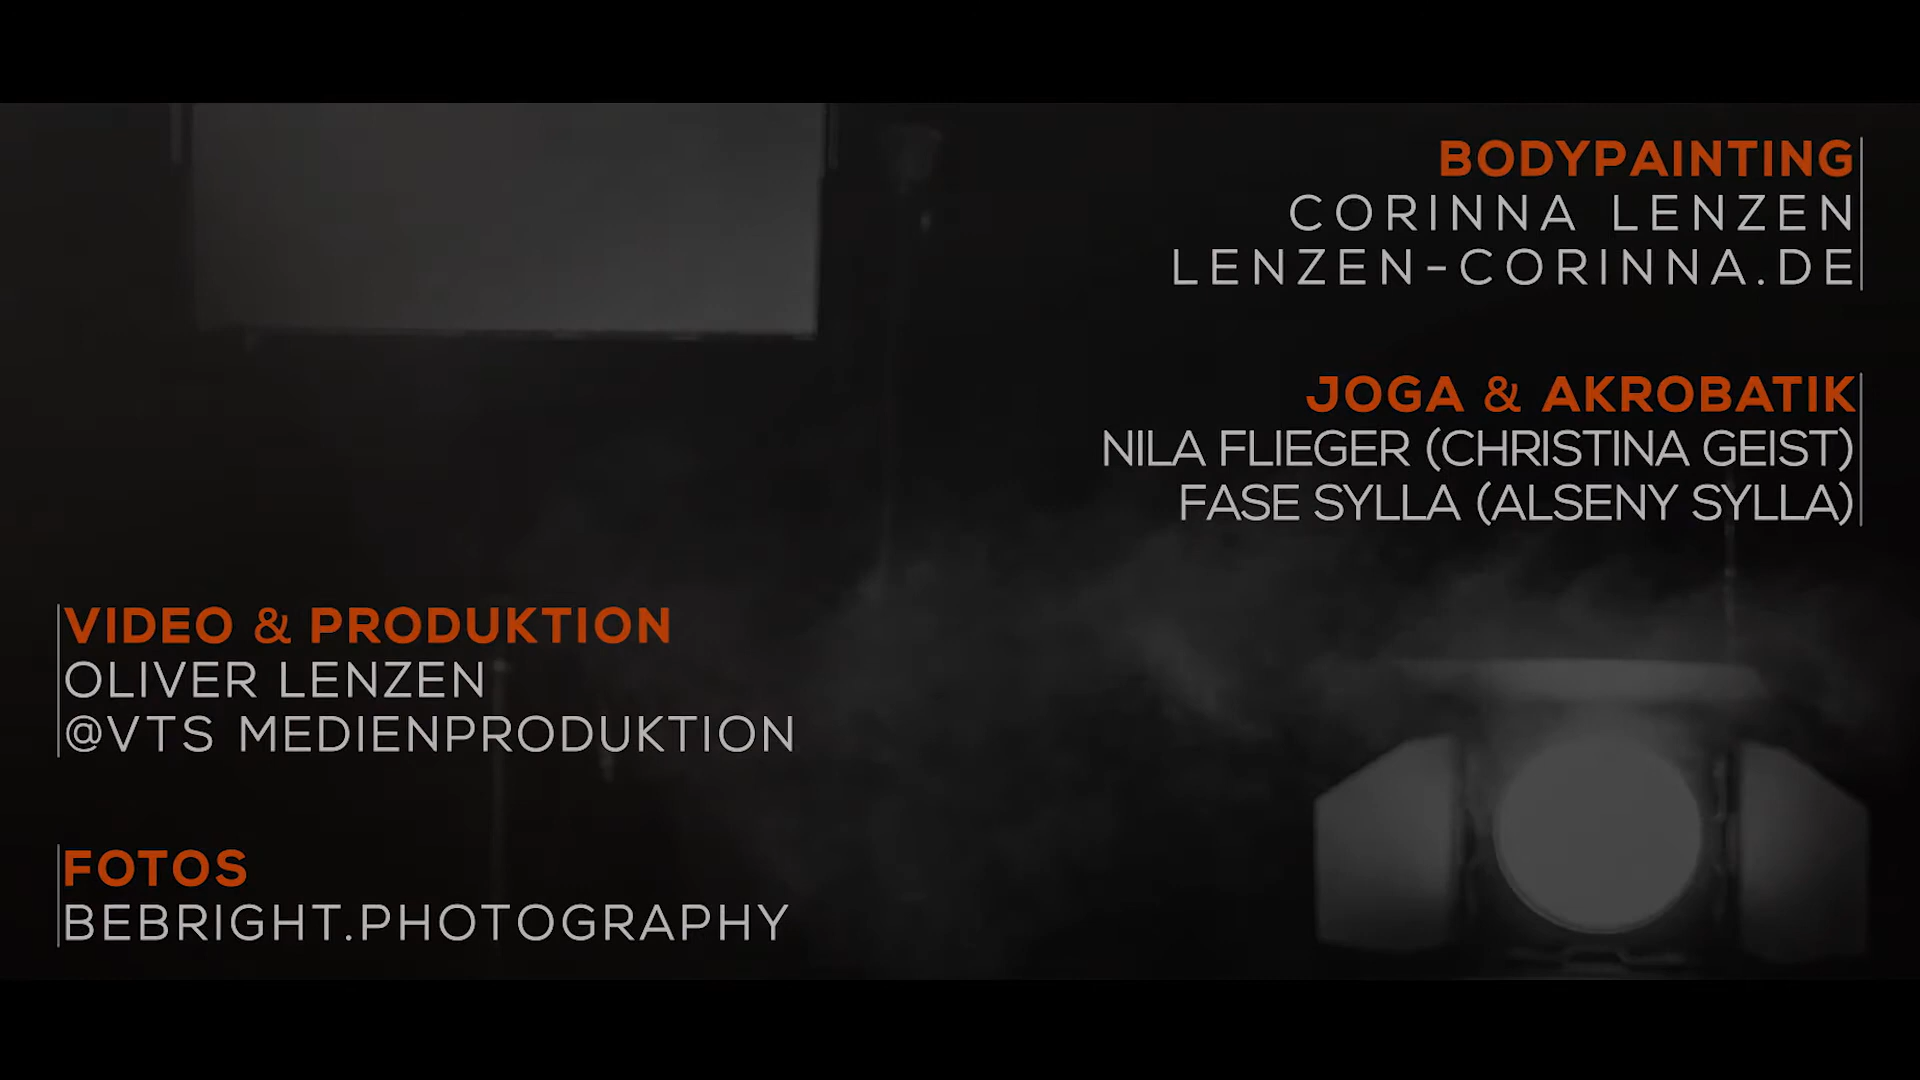 BODYPAINTING
CORINNA LENZEN
LENZEN-CORINNA.DE
JOGA & AKROBATIK
NILA FLIEGER (CHRISTINA GEIST)
FASE SYLLA (ALSENY SYLLA)
VIDEO & PRODUKTION
OLIVER LENZEN
@VTS MEDIENPRODUKTION
FOTOS
BEBRIGHT.PHOTOGRAPHY